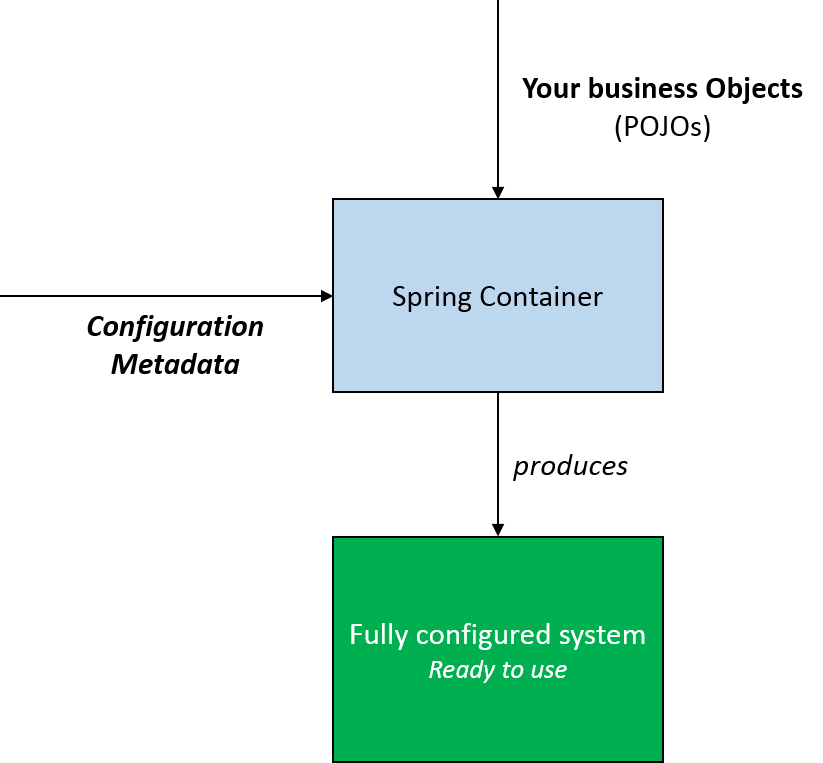 Your business Objects
(POJOs)
Spring Container
Configuration
Metadata
produces
Fully configured system
Ready to use